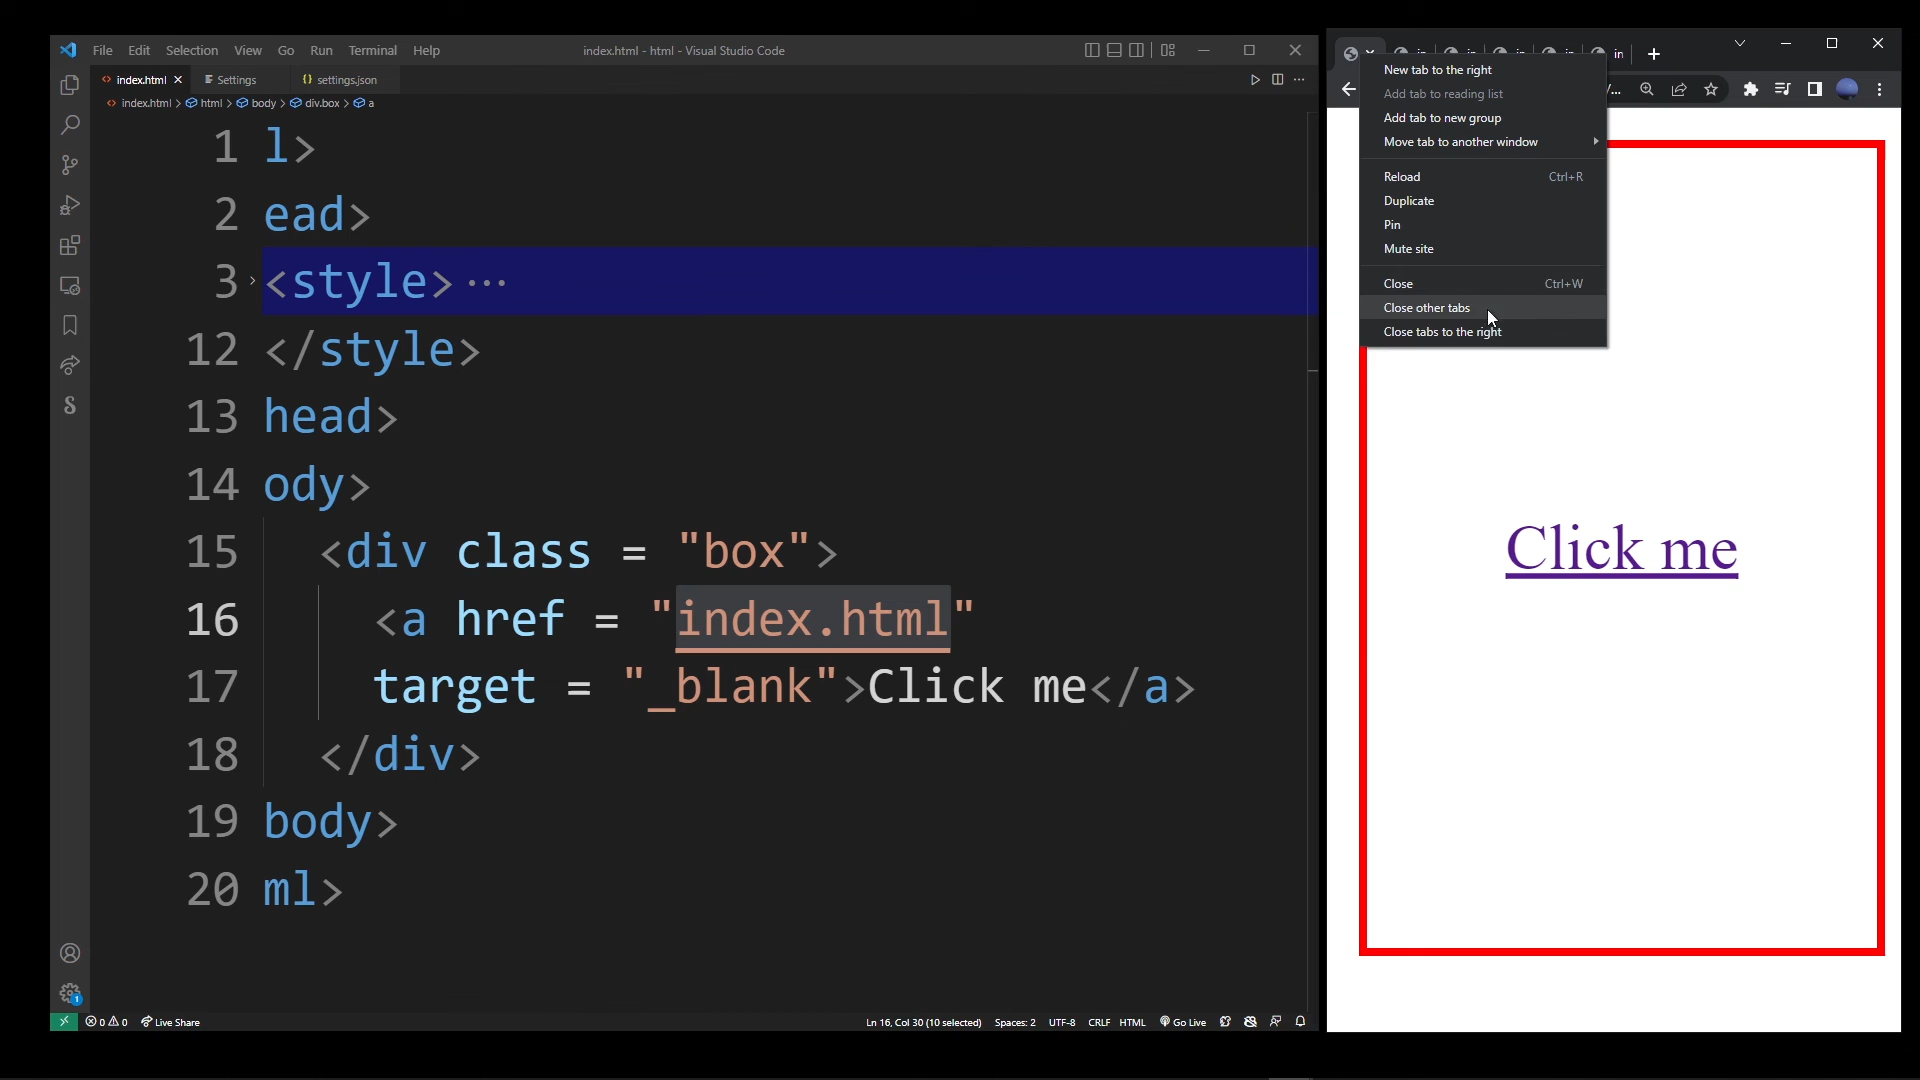 File Edit Selection View Go Run Terminal Help
index.html - html - Visual Studio Code
index.html Settings settings.json
index.html > html > body > div.box > a
1 l>
2 ead>
3 <style> ...
12 </style>
13 head>
14 ody>
15 <div class = "box">
16 <a href = "index.html"
17 target = "_blank">Click me</a>
18 </div>
19 body>
20 ml>
1
0 0 Live Share
Ln 16, Col 30 (10 selected) Spaces: 2 UTF-8 CRLF HTML Go Live
in
New tab to the right
Add tab to reading list
Add tab to new group
Move tab to another window
Reload Ctrl+R
Duplicate
Pin
Mute site
Close Ctrl+W
Close other tabs
Close tabs to the right
Click me